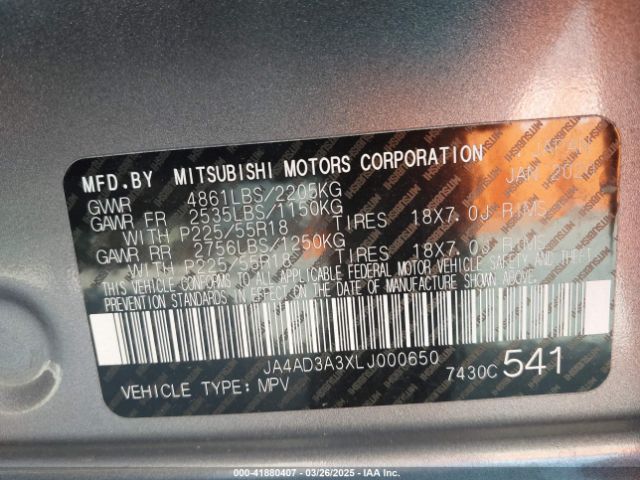 MFD.BY MITSUBISHI MOTORS CORPORATION JAPAN
GVWR 4861LBS/2205KG JAN
GAWR FR 2535LBS/1150KG
WITH P225/55R18 TIRES 18X7.0J RIMS
GAWR RR 2756LBS/1250KG
WITH P225/55R18 TIRES 18X7.0J RIMS
THIS VEHICLE CONFORMS TO ALL APPLICABLE FEDERAL MOTOR VEHICLE SAFETY AND THEFT
PREVENTION STANDARDS IN EFFECT ON THE DATE OF MANUFACTURE SHOWN ABOVE.
JA4AD3A3XLJ000650
VEHICLE TYPE: MPV 7430C 541
000-41880407 | 03/26/2025 | IAA Inc.